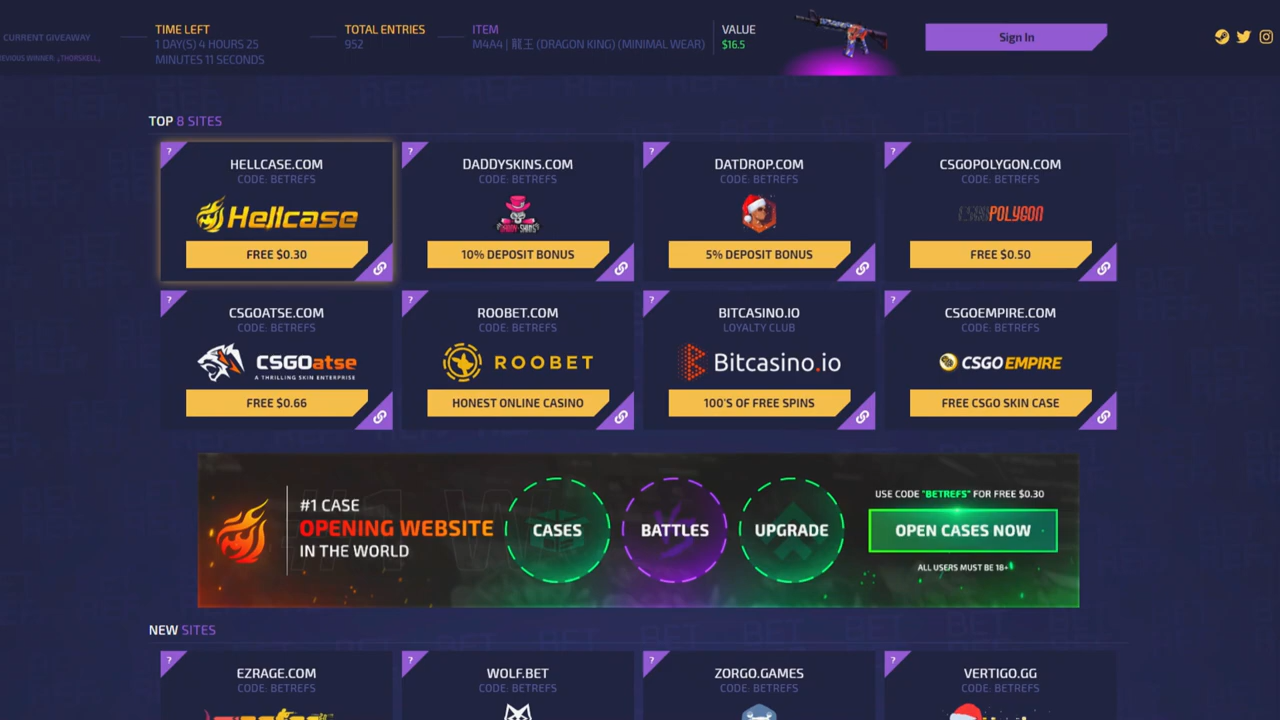 CURRENT GIVEAWAY
TIME LEFT
1 DAY(S) 4 HOURS 25
MINUTES 11 SECONDS
TOTAL ENTRIES
952
ITEM
M4A4 | 龍王 (DRAGON KING) (MINIMAL WEAR)
VALUE
$16.5
Sign In
TOP 8 SITES
? ? ? ?
HELLCASE.COM DADDYSKINS.COM DATDROP.COM CSGOPOLYGON.COM
CODE: BETREFS CODE: BETREFS CODE: BETREFS CODE: BETREFS
Hellcase DADDY SKINS CSGOPOLYGON
FREE $0.30 10% DEPOSIT BONUS 5% DEPOSIT BONUS FREE $0.50
? ? ? ?
CSGOATSE.COM ROOBET.COM BITCASINO.IO CSGOEMPIRE.COM
CODE: BETREFS CODE: BETREFS LOYALTY CLUB CODE: BETREFS
CSGOatse ROOBET Bitcasino.io CSGOEMPIRE
A THRILLING SKIN ENTERPRISE
FREE $0.66 HONEST ONLINE CASINO 100'S OF FREE SPINS FREE CSGO SKIN CASE
#1 CASE
OPENING WEBSITE
IN THE WORLD
CASES BATTLES UPGRADE
USE CODE "BETREFS" FOR FREE $0.30
OPEN CASES NOW
ALL USERS MUST BE 18+
NEW SITES
? ? ? ?
EZRAGE.COM WOLF.BET ZORGO.GAMES VERTIGO.GG
CODE: BETREFS CODE: BETREFS CODE: BETREFS CODE: BETREFS